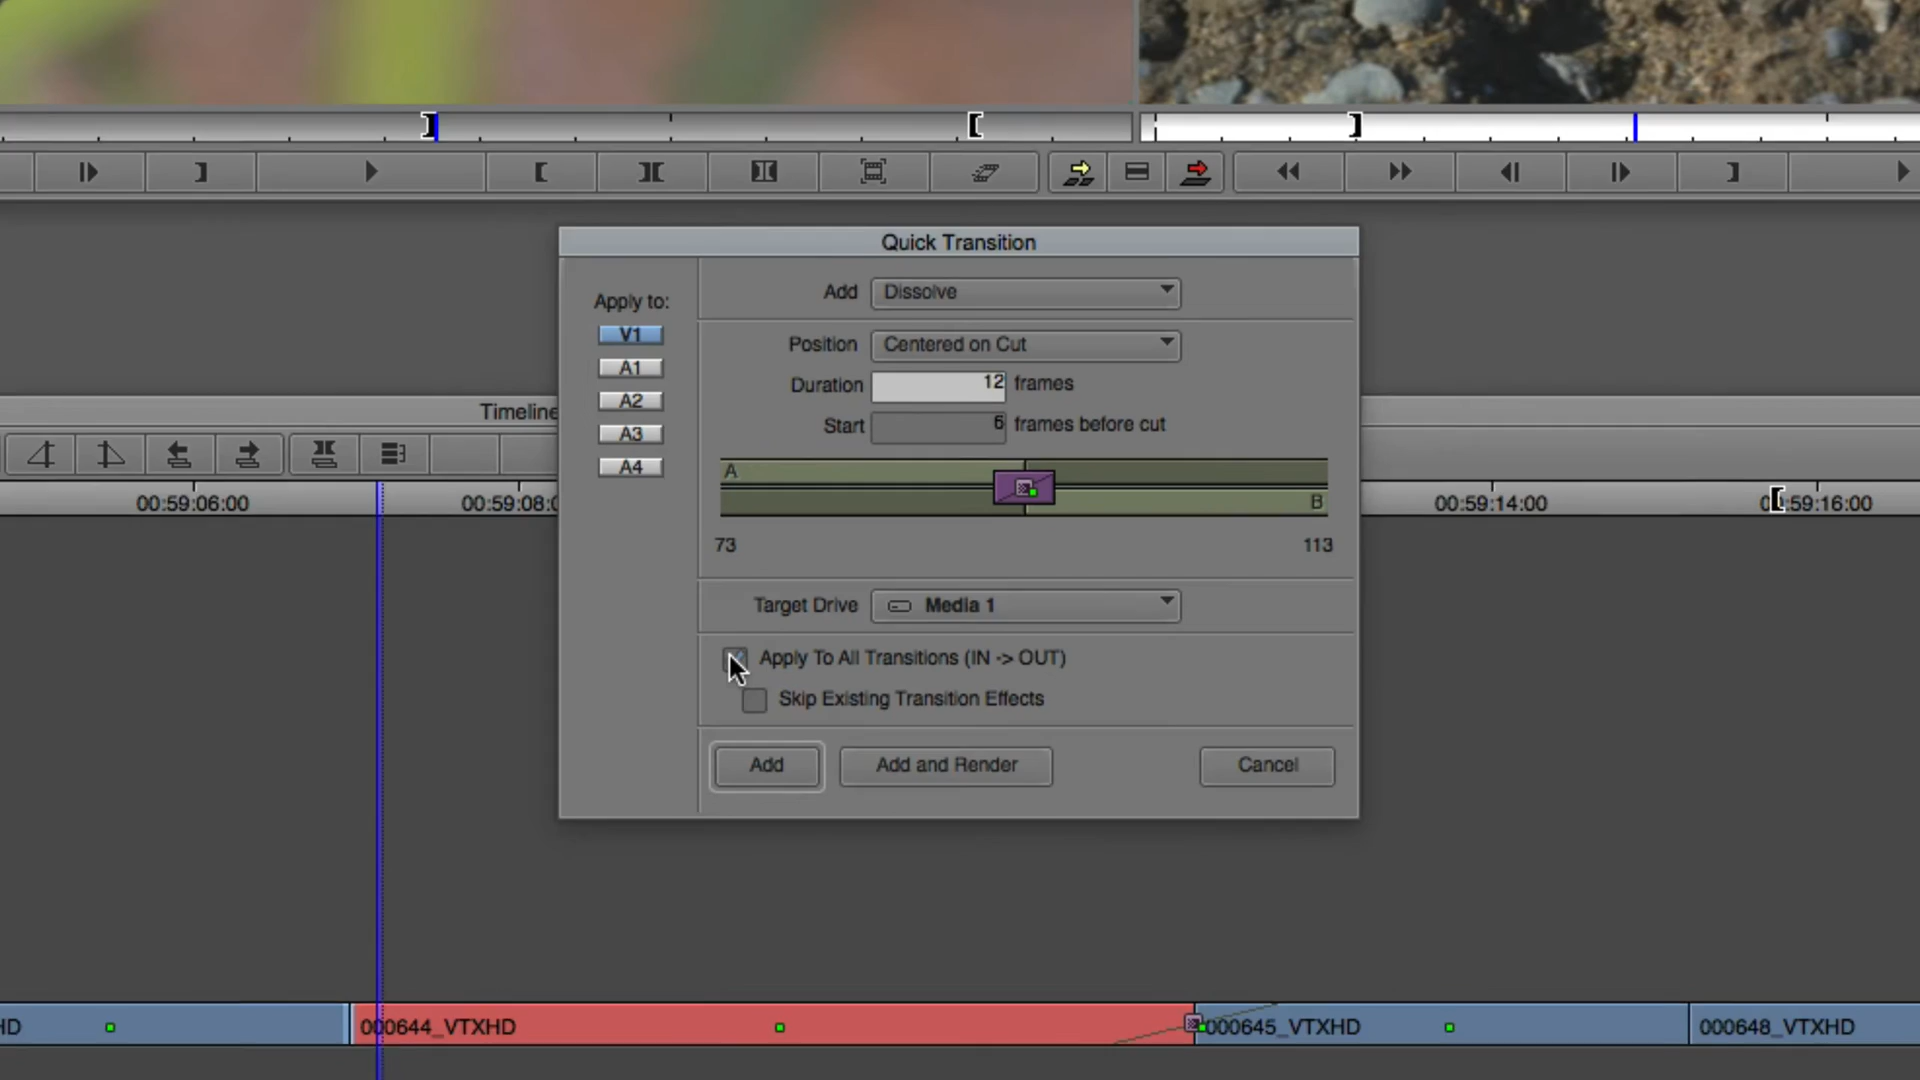 Quick Transition
Apply to:
V1
A1
A2
A3
A4
Add Dissolve
Position Centered on Cut
Duration 12 frames
Start 6 frames before cut
A
B
73 113
Target Drive Media 1
Apply To All Transitions (IN -> OUT)
Skip Existing Transition Effects
Add Add and Render Cancel
Timeline
00:59:06:00 00:59:08:0 00:59:14:00 :59:16:00
HD 000644_VTXHD 000645_VTXHD 000648_VTXHD